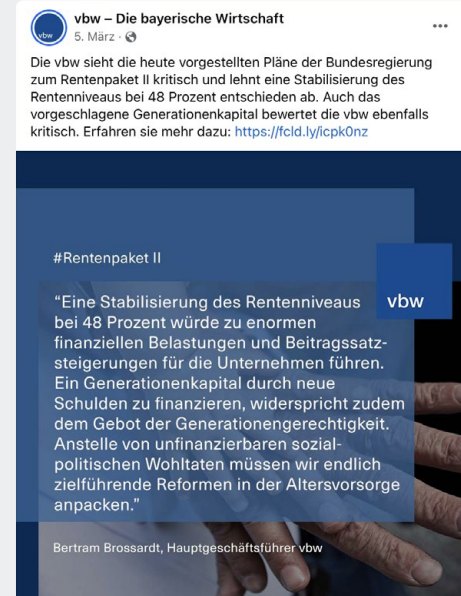 vbw – Die bayerische Wirtschaft
vbw
5. März ·
Die vbw sieht die heute vorgestellten Pläne der Bundesregierung
zum Rentenpaket II kritisch und lehnt eine Stabilisierung des
Rentenniveaus bei 48 Prozent entschieden ab. Auch das
vorgeschlagene Generationenkapital bewertet die vbw ebenfalls
kritisch. Erfahren sie mehr dazu: https://fcld.ly/icpk0nz
#Rentenpaket II
vbw
“Eine Stabilisierung des Rentenniveaus
bei 48 Prozent würde zu enormen
finanziellen Belastungen und Beitragssatz-
steigerungen für die Unternehmen führen.
Ein Generationenkapital durch neue
Schulden zu finanzieren, widerspricht zudem
dem Gebot der Generationengerechtigkeit.
Anstelle von unfinanzierbaren sozial-
politischen Wohltaten müssen wir endlich
zielführende Reformen in der Altersvorsorge
anpacken.”
Bertram Brossardt, Hauptgeschäftsführer vbw